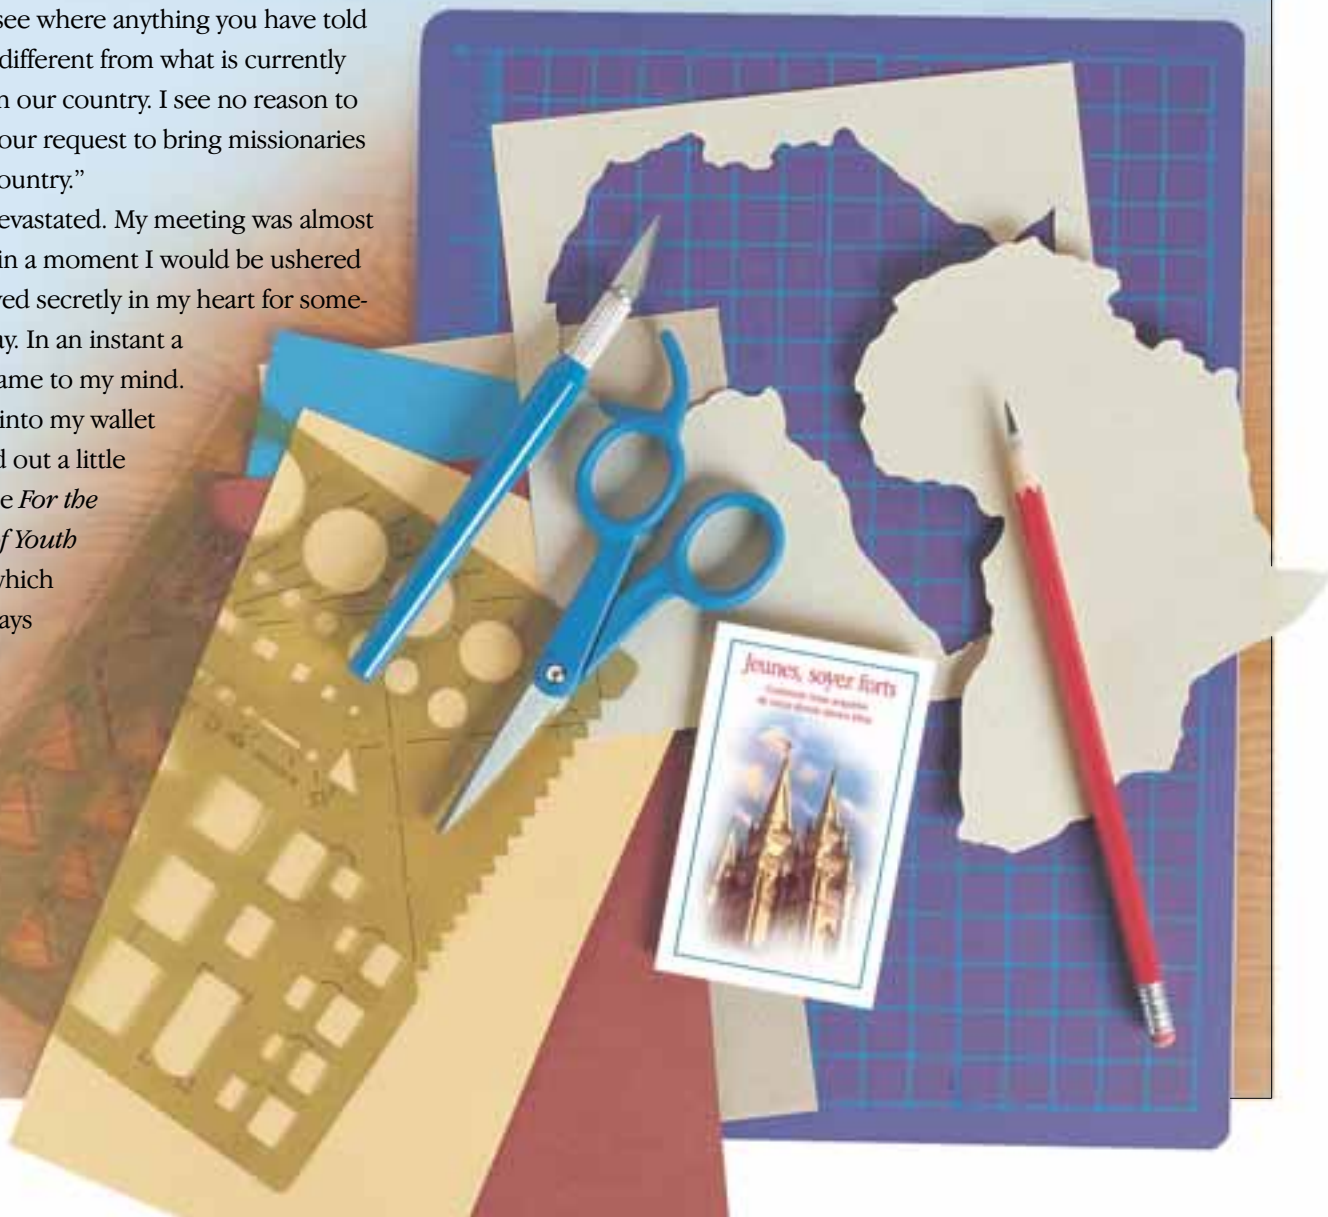 see where anything you have told
different from what is currently
n our country. I see no reason to
our request to bring missionaries
ountry.”
evastated. My meeting was almost
in a moment I would be ushered
ved secretly in my heart for some-
ay. In an instant a
ame to my mind.
into my wallet
d out a little
e For the
f Youth
which
ays
Jeunes, soyez forts